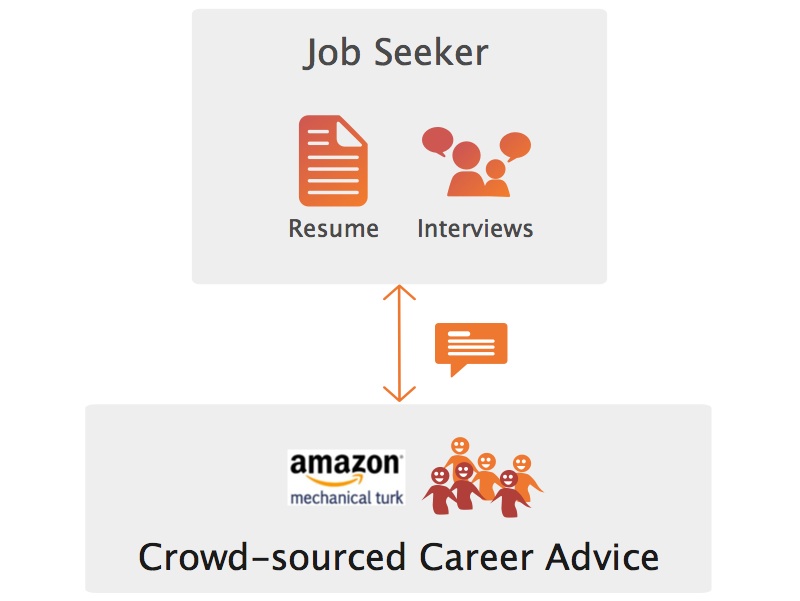 Job Seeker
Resume
Interviews
amazon
mechanical turk
Crowd-sourced Career Advice